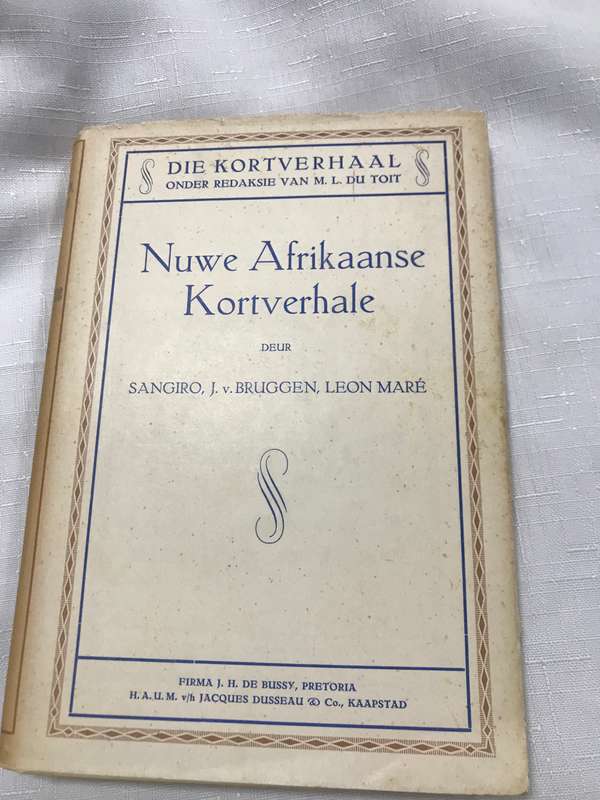 DIE KORTVERHAAL
ONDER REDAKSIE VAN M. L. DU TOIT
Nuwe Afrikaanse
Kortverhale
DEUR
SANGIRO, J. v. BRUGGEN, LEON MARÉ
FIRMA J. H. DE BUSSY, PRETORIA
H. A. U. M. v/h JACQUES DUSSEAU & Co., KAAPSTAD